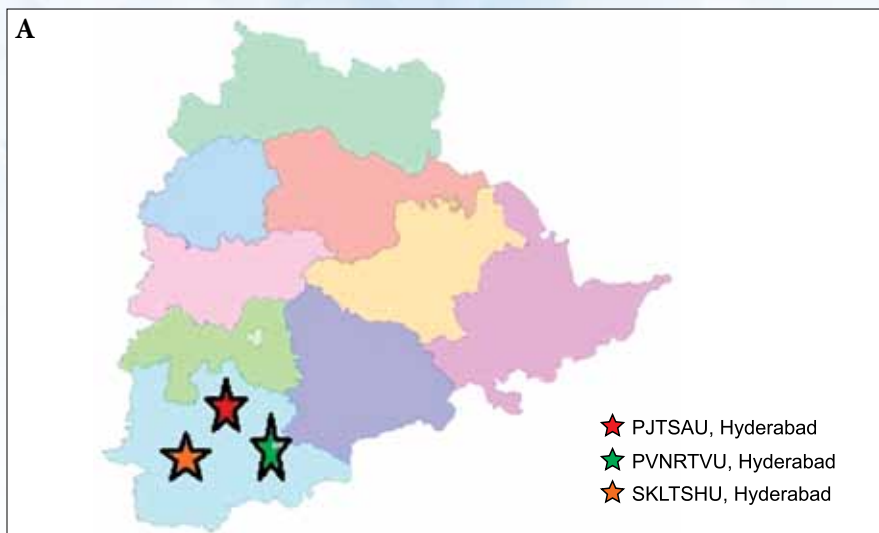 A
PJTSAU, Hyderabad
PVNRTVU, Hyderabad
SKLTSHU, Hyderabad